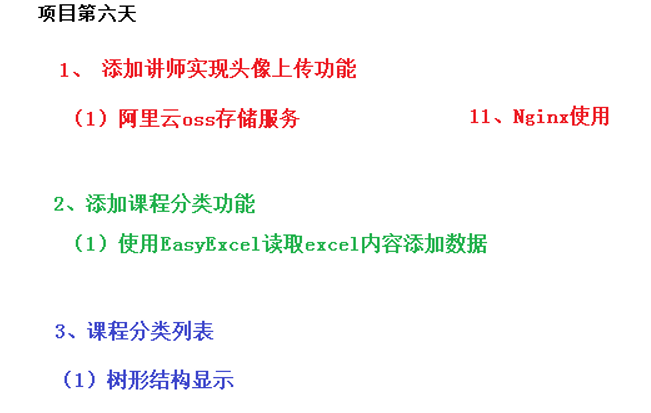 项目第六天
1、 添加讲师实现头像上传功能
（1）阿里云oss存储服务
11、Nginx使用
2、添加课程分类功能
（1）使用EasyExcel读取excel内容添加数据
3、课程分类列表
（1）树形结构显示